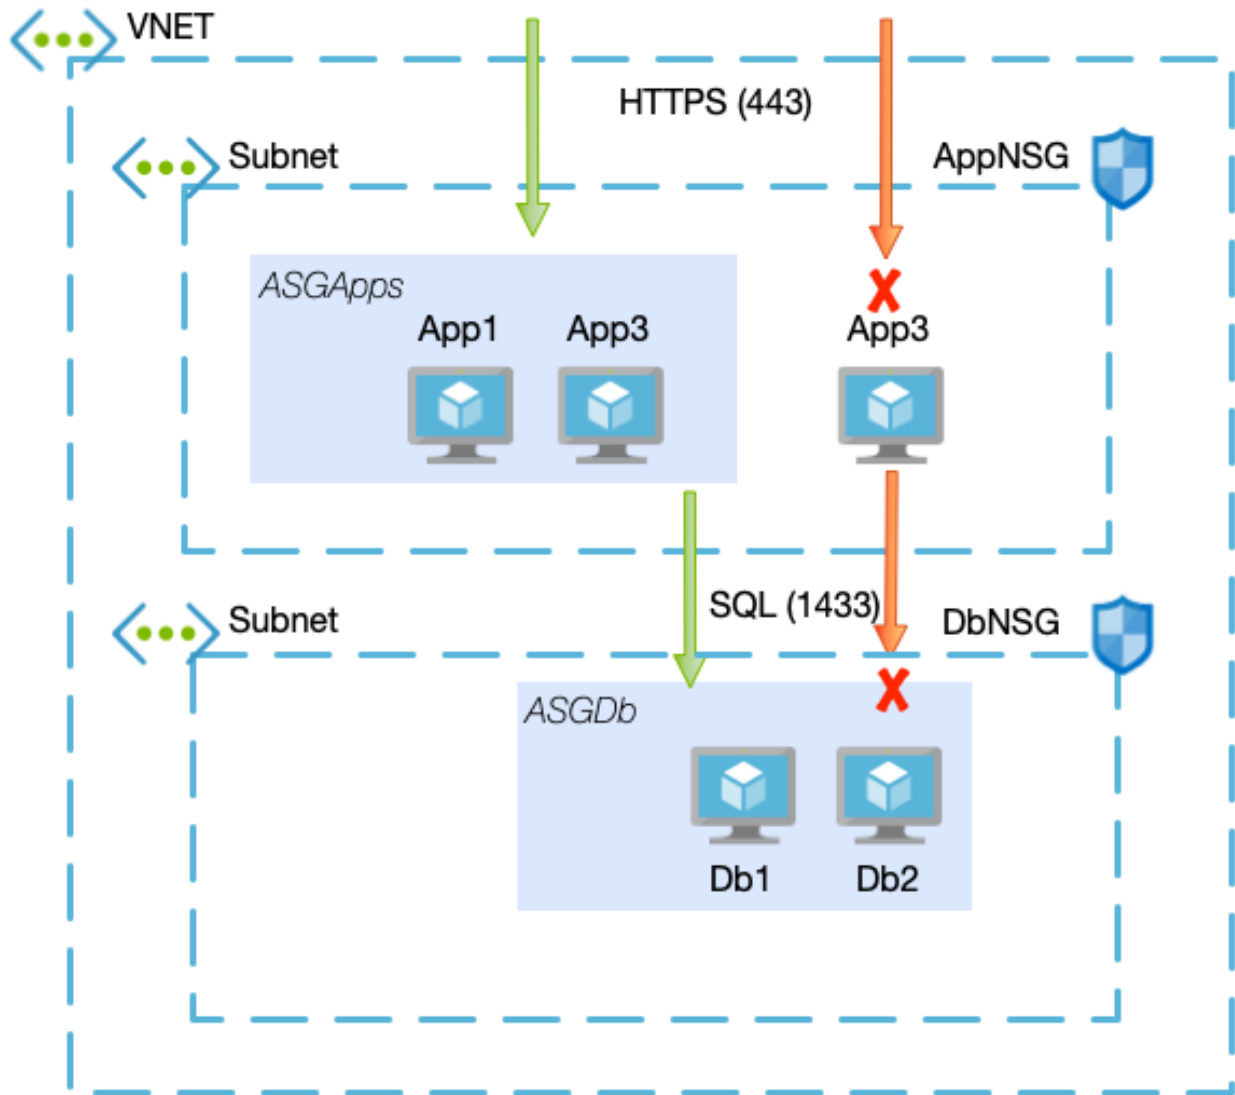 VNET
HTTPS (443)
Subnet
AppNSG
ASGApps
App1
App3
App3
SQL (1433)
Subnet
DbNSG
ASGDb
Db1
Db2